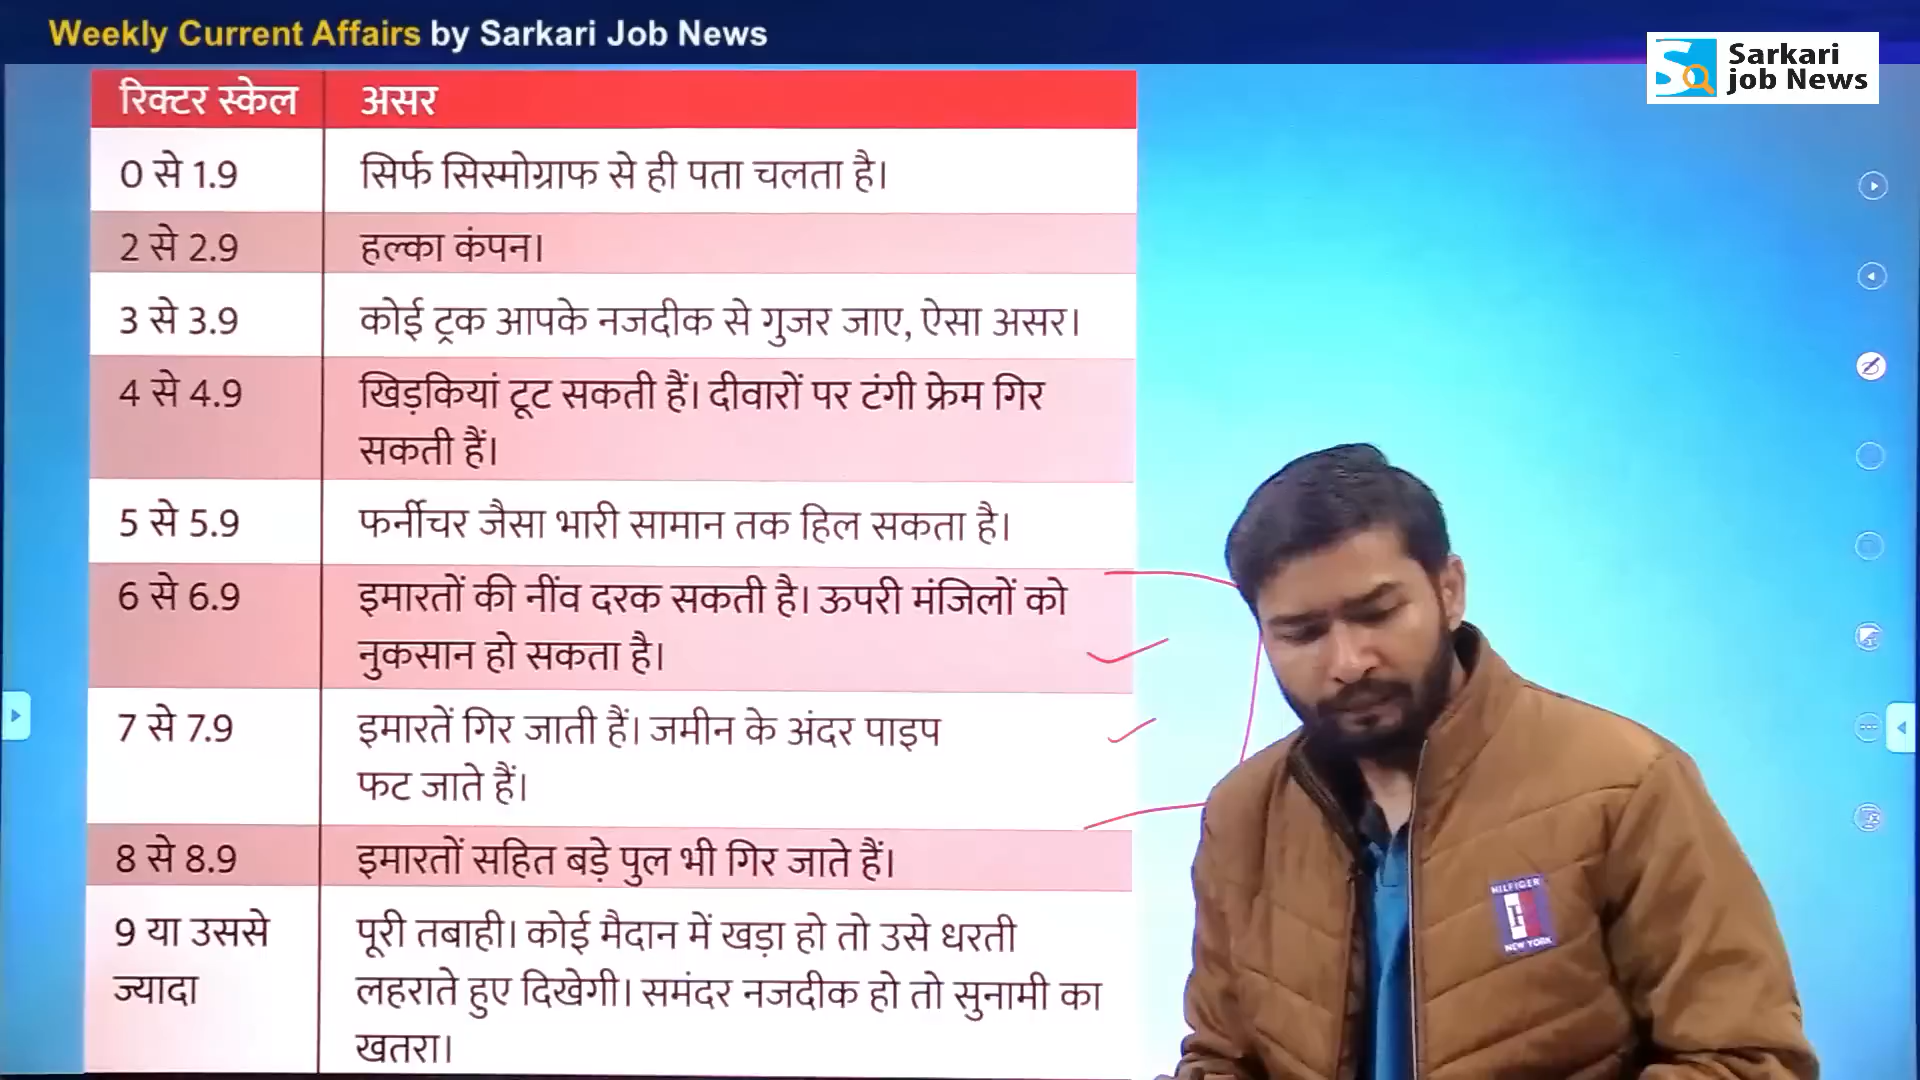 Weekly Current Affairs by Sarkari Job News
Sarkari
job News
रिक्टर स्केल असर
0 से 1.9 सिर्फ सिस्मोग्राफ से ही पता चलता है।
2 से 2.9 हल्का कंपन।
3 से 3.9 कोई ट्रक आपके नजदीक से गुजर जाए, ऐसा असर।
4 से 4.9 खिड़कियां टूट सकती हैं। दीवारों पर टंगी फ्रेम गिर
सकती हैं।
5 से 5.9 फर्नीचर जैसा भारी सामान तक हिल सकता है।
6 से 6.9 इमारतों की नींव दरक सकती है। ऊपरी मंजिलों को
नुकसान हो सकता है।
7 से 7.9 इमारतें गिर जाती हैं। जमीन के अंदर पाइप
फट जाते हैं।
8 से 8.9 इमारतों सहित बड़े पुल भी गिर जाते हैं।
9 या उससे पूरी तबाही। कोई मैदान में खड़ा हो तो उसे धरती
ज्यादा लहराते हुए दिखेगी। समंदर नजदीक हो तो सुनामी का
खतरा।
HILFIGER
NEW YORK